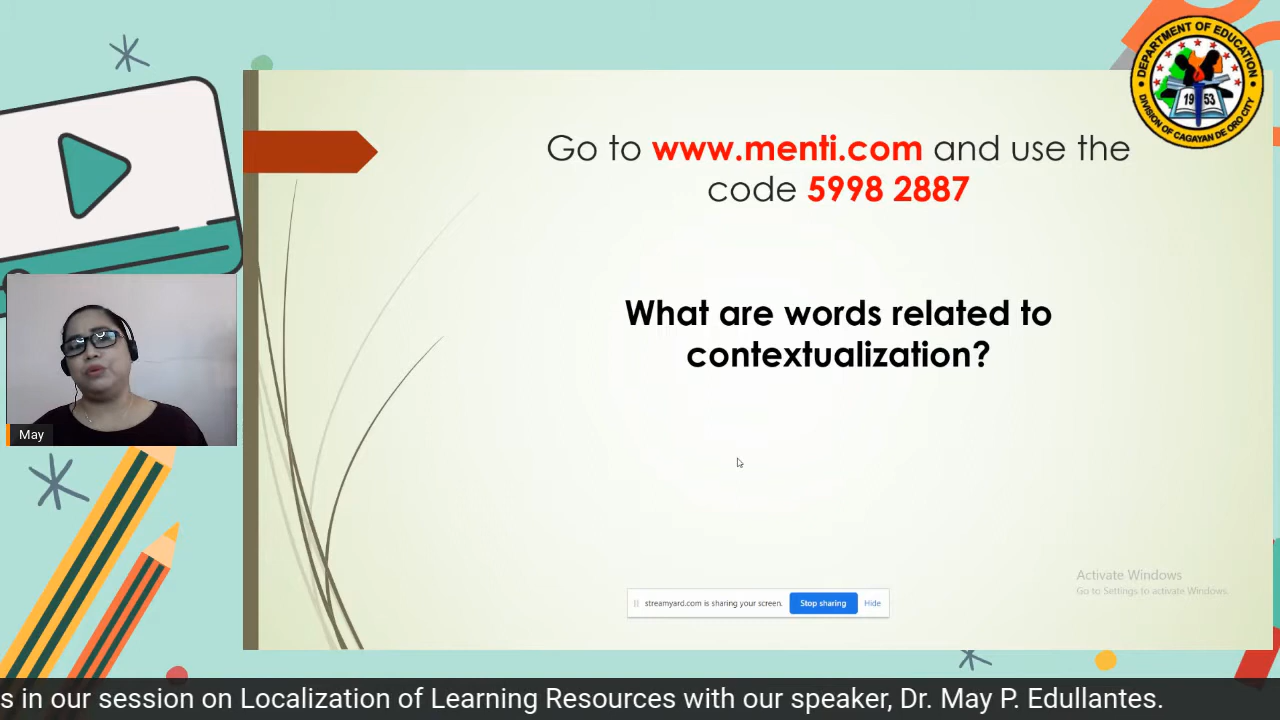 DEPARTMENT OF EDUCATION
19 53
DIVISION OF CAGAYAN DE ORO CITY
Go to www.menti.com and use the
code 5998 2887
What are words related to
contextualization?
May
Activate Windows
Go to Settings to activate Windows.
streamyard.com is sharing your screen.
Stop sharing
Hide
s in our session on Localization of Learning Resources with our speaker, Dr. May P. Edullantes.